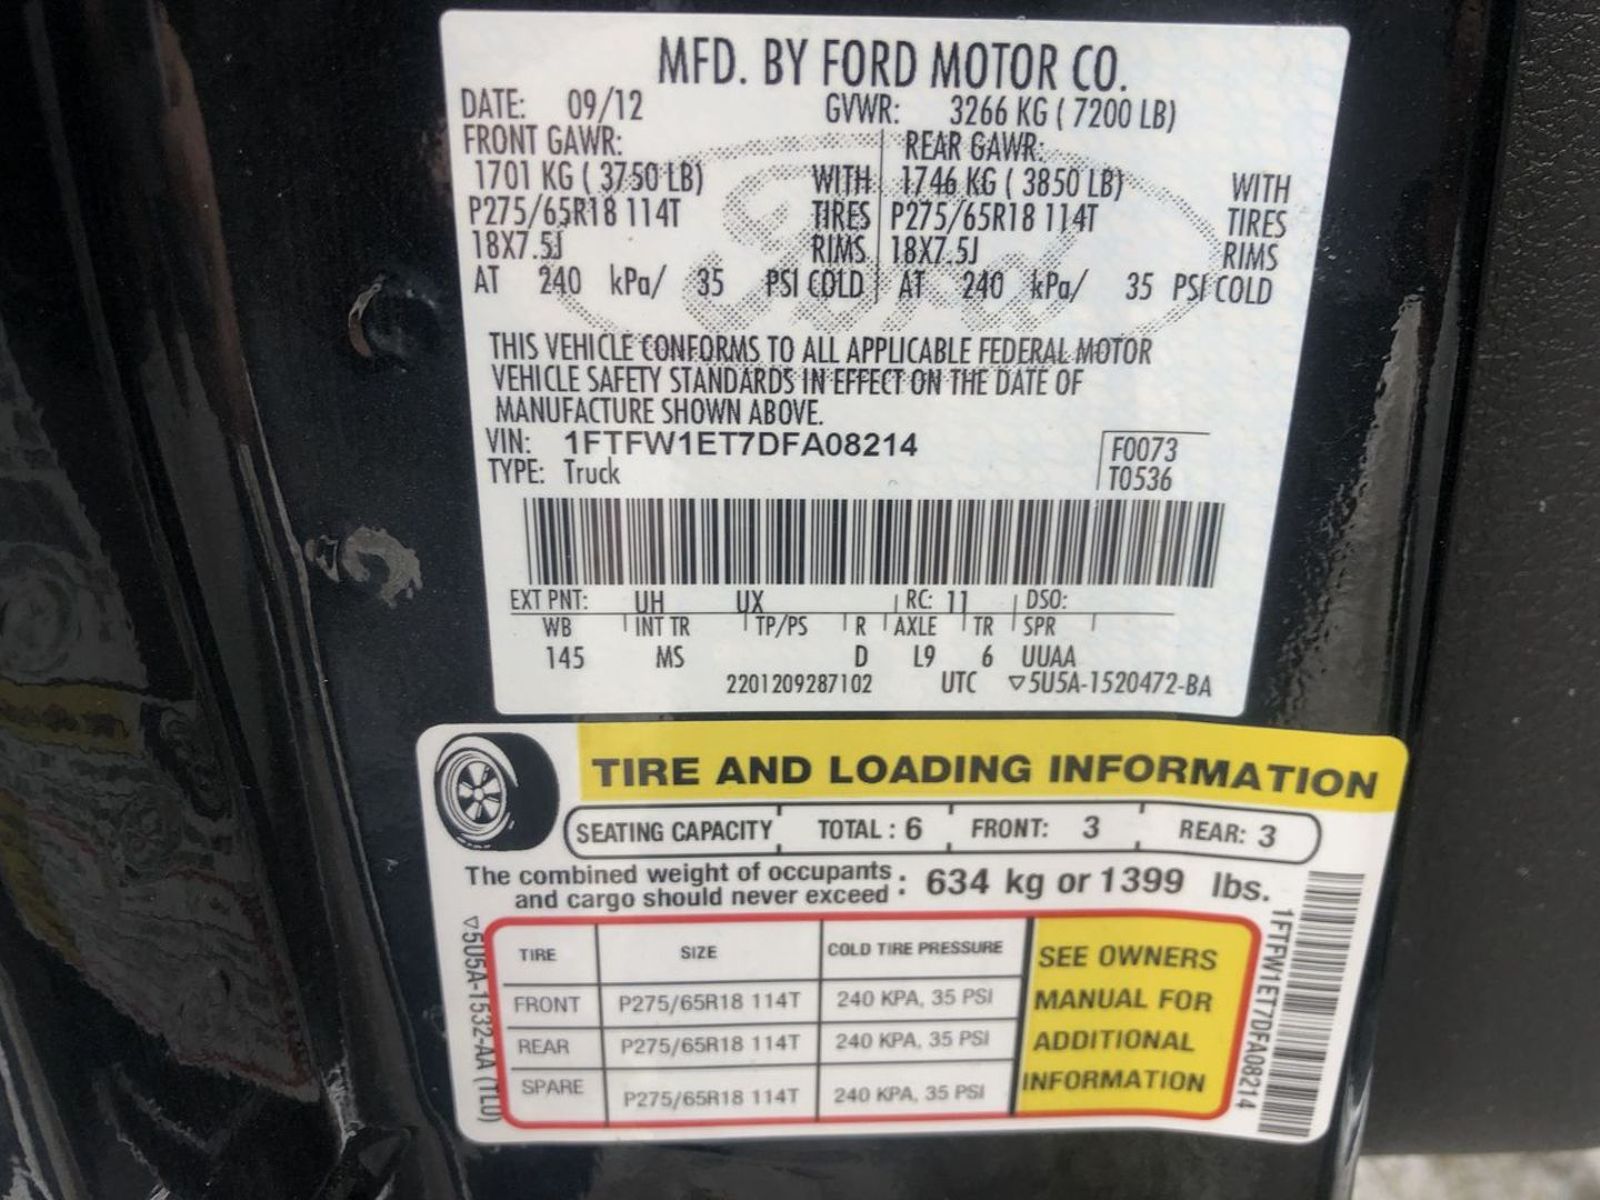 MFD. BY FORD MOTOR CO.
DATE: 09/12 GVWR: 3266 KG ( 7200 LB)
FRONT GAWR: REAR GAWR:
1701 KG ( 3750 LB) WITH 1746 KG ( 3850 LB) WITH
P275/65R18 114T TIRES P275/65R18 114T TIRES
18X7.5J RIMS 18X7.5J RIMS
AT 240 kPa/ 35 PSI COLD AT 240 kPa/ 35 PSI COLD
Ford
THIS VEHICLE CONFORMS TO ALL APPLICABLE FEDERAL MOTOR
VEHICLE SAFETY STANDARDS IN EFFECT ON THE DATE OF
MANUFACTURE SHOWN ABOVE.
VIN: 1FTFW1ET7DFA08214 F0073
TYPE: Truck T0536
EXT PNT: UH UX RC: 11 DSO:
WB INT TR TP/PS R AXLE TR SPR
145 MS D L9 6 UUAA
2201209287102 UTC ▽5U5A-1520472-BA
TIRE AND LOADING INFORMATION
SEATING CAPACITY TOTAL : 6 FRONT: 3 REAR: 3
The combined weight of occupants
and cargo should never exceed : 634 kg or 1399 lbs.
TIRE SIZE COLD TIRE PRESSURE
FRONT P275/65R18 114T 240 KPA, 35 PSI
REAR P275/65R18 114T 240 KPA, 35 PSI
SPARE P275/65R18 114T 240 KPA, 35 PSI
SEE OWNERS
MANUAL FOR
ADDITIONAL
INFORMATION
▽5U5A-1532-AA (TL0)
1FTFW1ET7DFA08214